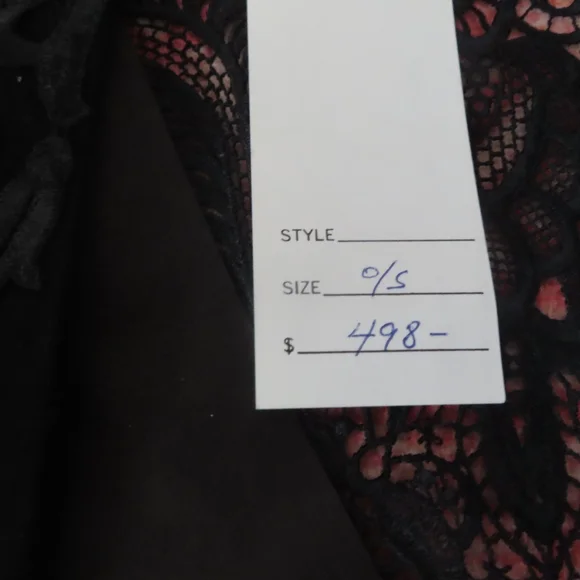 STYLE
SIZE o/s
$ 498-